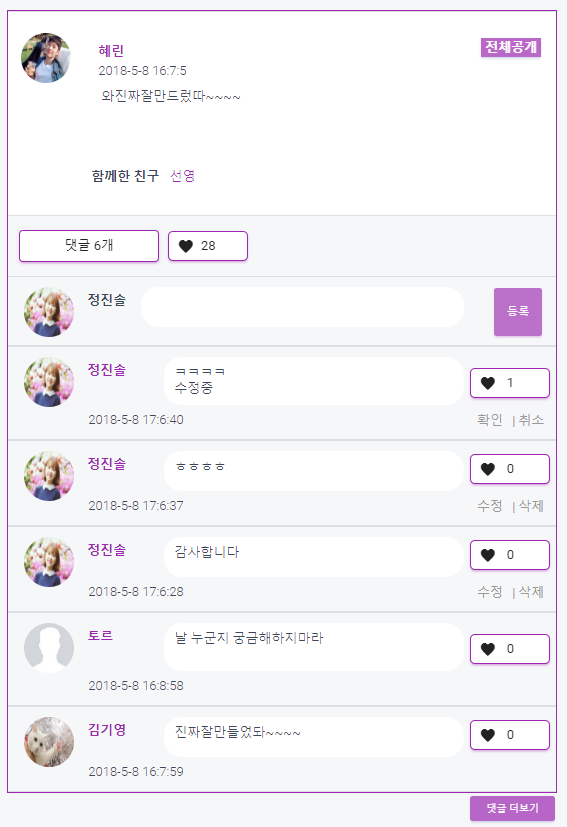 혜린
전체공개
2018-5-8 16:7:5
와진짜잘만드렀따~~~~
함께한 친구 선영
댓글 6개
28
정진솔
등록
정진솔
ㅋㅋㅋㅋ
수정중
1
2018-5-8 17:6:40
확인 | 취소
정진솔
ㅎㅎㅎㅎ
0
2018-5-8 17:6:37
수정 | 삭제
정진솔
감사합니다
0
2018-5-8 17:6:28
수정 | 삭제
토르
날 누군지 궁금해하지마라
0
2018-5-8 16:8:58
김기영
진짜잘만들었돠~~~~
0
2018-5-8 16:7:59
댓글 더보기